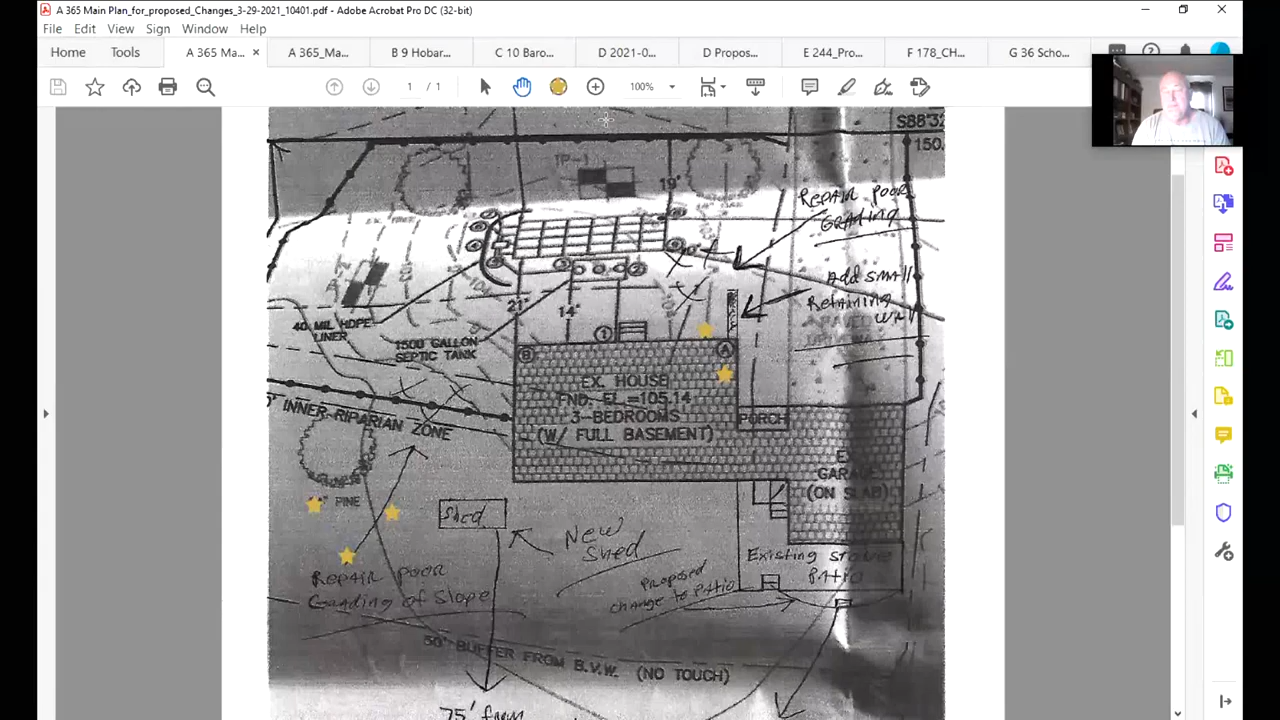 A 365 Main Plan_for_proposed_Changes_3-29-2021_10401.pdf - Adobe Acrobat Pro DC (32-bit)
File Edit View Sign Window Help
Home Tools A 365 Ma... × A 365_Ma... B 9 Hobar... C 10 Baro... D 2021-0... D Propos... E 244_Pro... F 178_CH... G 36 Scho...
1 / 1 100%
S88°32
150.
TP-1
19'
REPAIR POOR
GRADING
Add Small
Retaining
Wall
21'
14'
40 MIL HDPE
LINER
1500 GALLON
SEPTIC TANK
1
B
A
EX. HOUSE
FND. EL.=105.14
3-BEDROOMS
(W/ FULL BASEMENT)
PORCH
INNER RIPARIAN ZONE
GARAGE
(ON SLAB)
PINE
Shed
New
Shed
Existing stone
Patio
Proposed
change to Patio
Repair poor
Grading of Slope
50' BUFFER FROM B.V.W. (NO TOUCH)
75' from